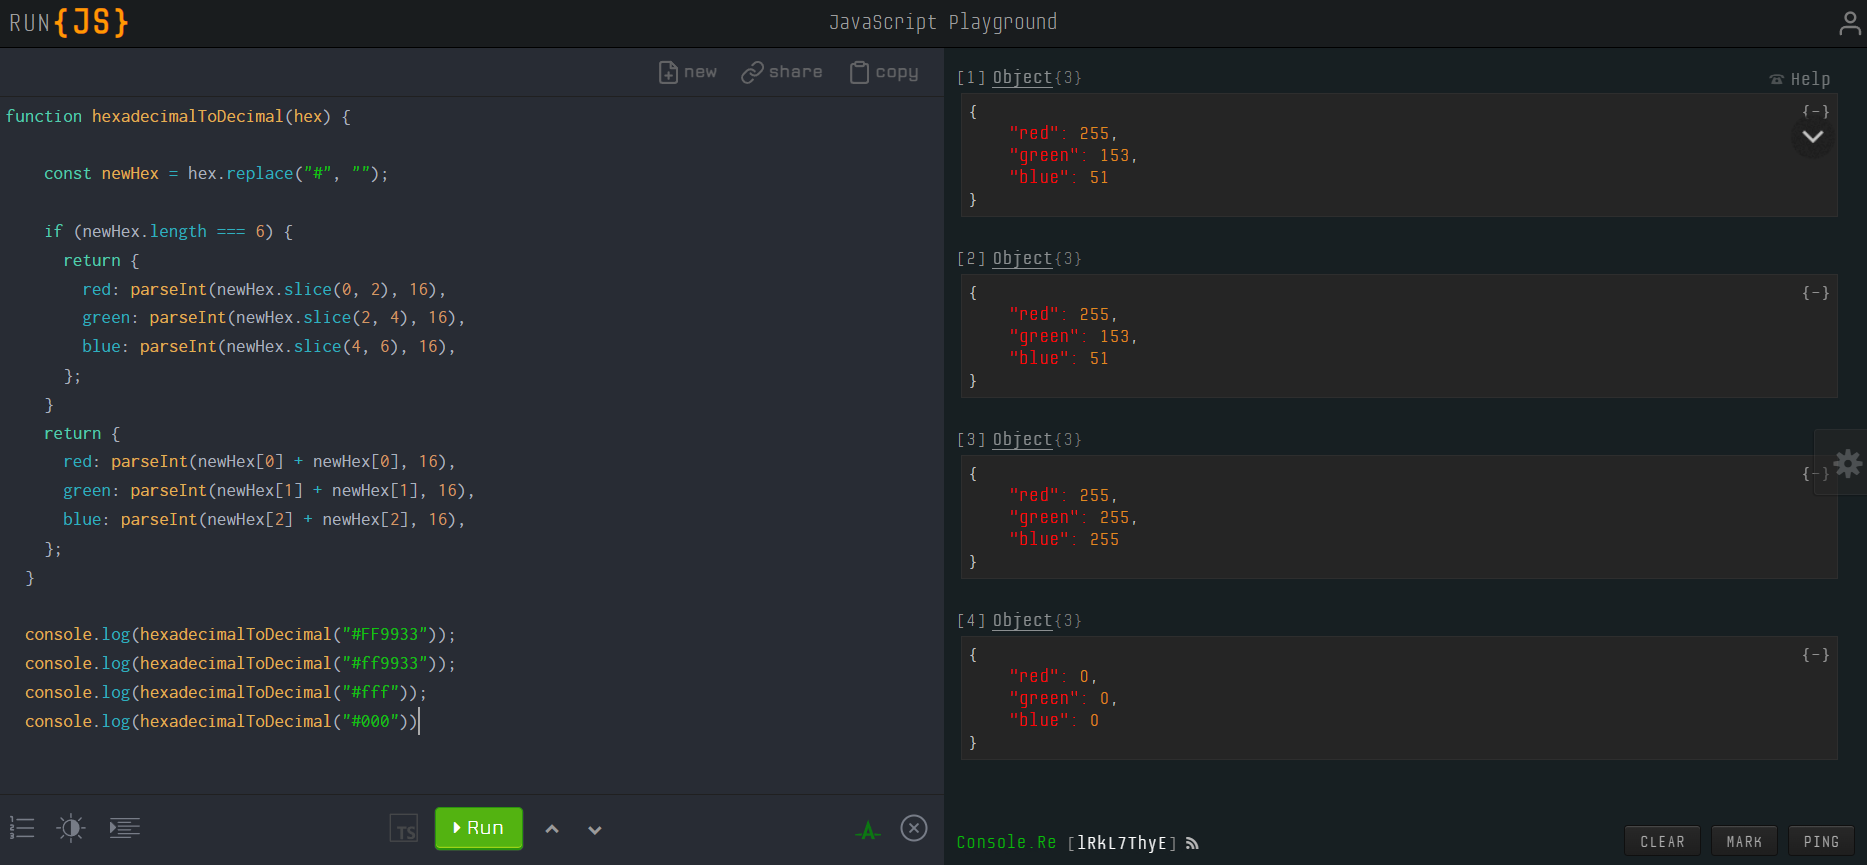 RUN{JS}
JavaScript Playground
new share copy
function hexadecimalToDecimal(hex) {
const newHex = hex.replace("#", "");
if (newHex.length === 6) {
return {
red: parseInt(newHex.slice(0, 2), 16),
green: parseInt(newHex.slice(2, 4), 16),
blue: parseInt(newHex.slice(4, 6), 16),
};
}
return {
red: parseInt(newHex[0] + newHex[0], 16),
green: parseInt(newHex[1] + newHex[1], 16),
blue: parseInt(newHex[2] + newHex[2], 16),
};
}
console.log(hexadecimalToDecimal("#FF9933"));
console.log(hexadecimalToDecimal("#ff9933"));
console.log(hexadecimalToDecimal("#fff"));
console.log(hexadecimalToDecimal("#000"))
1
2
3
TS
Run
A
[1] Object{3}
Help
{
{-}
"red": 255,
"green": 153,
"blue": 51
}
[2] Object{3}
{
{-}
"red": 255,
"green": 153,
"blue": 51
}
[3] Object{3}
{
{-}
"red": 255,
"green": 255,
"blue": 255
}
[4] Object{3}
{
{-}
"red": 0,
"green": 0,
"blue": 0
}
Console.Re [lRkL7ThyE]
CLEAR MARK PING